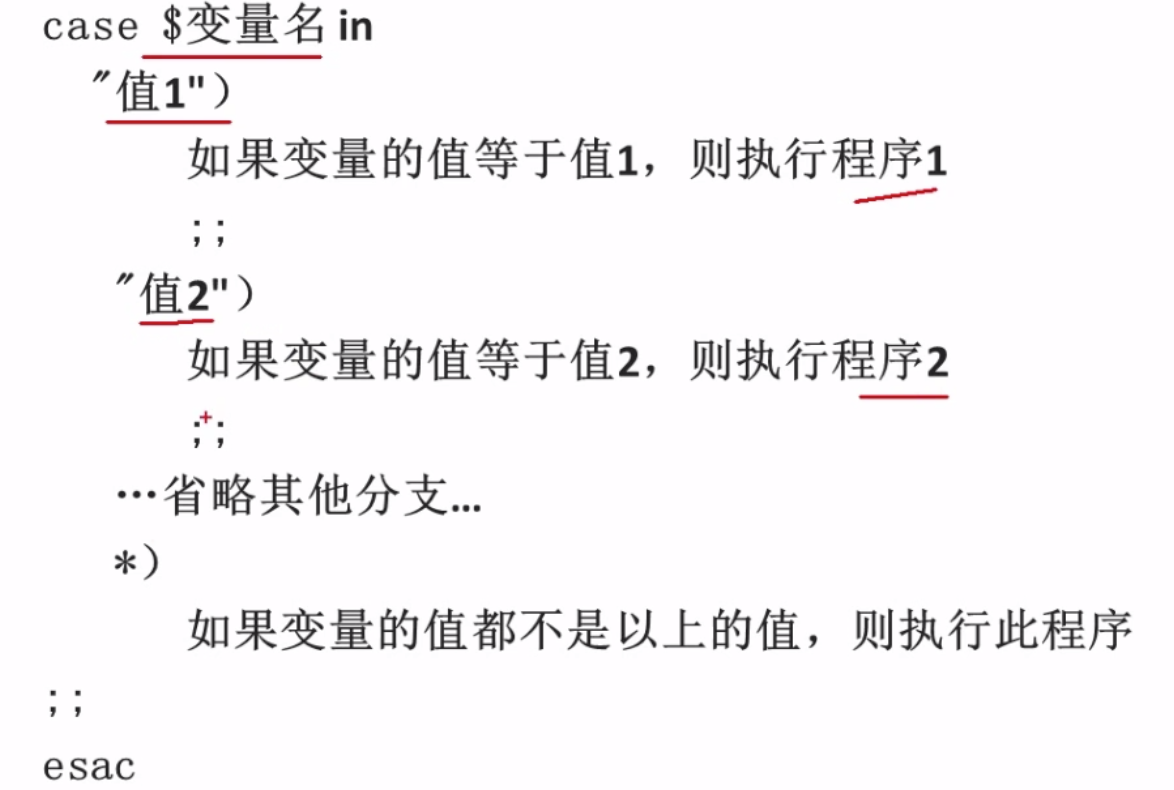 case $变量名 in
"值1"）
如果变量的值等于值1，则执行程序1
;;
"值2"）
如果变量的值等于值2，则执行程序2
;;
…省略其他分支…
*）
如果变量的值都不是以上的值，则执行此程序
;;
esac